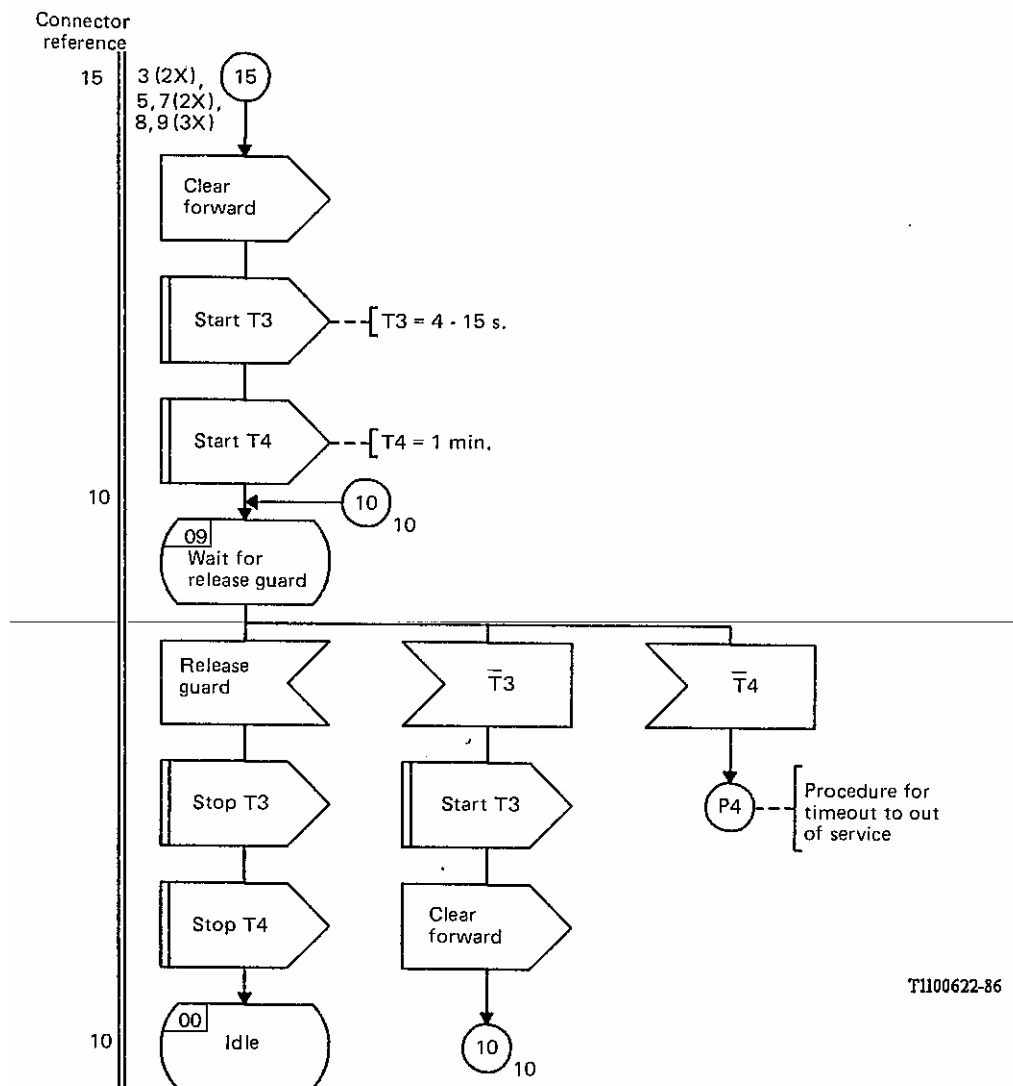 Connector
reference
15
3 (2X),
5, 7 (2X),
8, 9 (3X)
15
Clear
forward
Start T3
T3 = 4 - 15 s.
Start T4
T4 = 1 min.
10
10
10
09
Wait for
release guard
Release
guard
T̅3
T̅4
Stop T3
Start T3
P4
Procedure for
timeout to out
of service
Stop T4
Clear
forward
T1100622-86
00
Idle
10
10
10